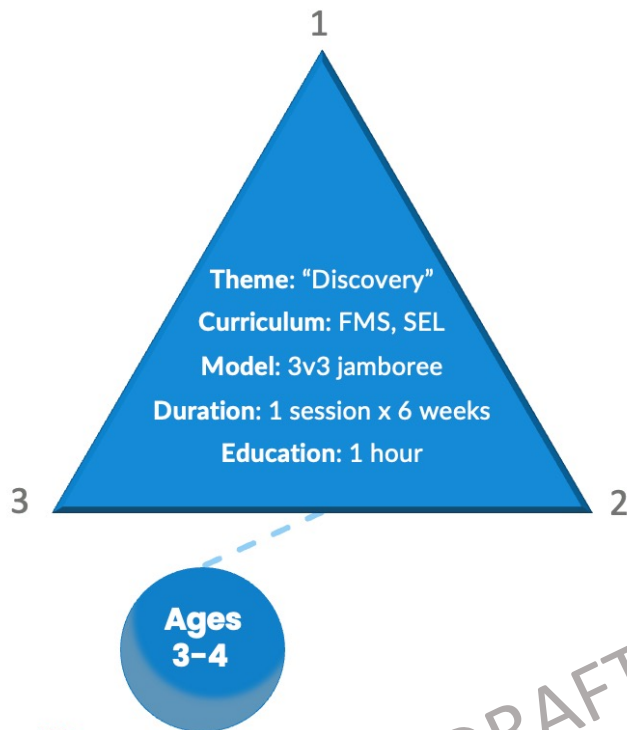 1
Theme: “Discovery”
Curriculum: FMS, SEL
Model: 3v3 jamboree
Duration: 1 session x 6 weeks
Education: 1 hour
3
2
Ages
3-4
DRAFT